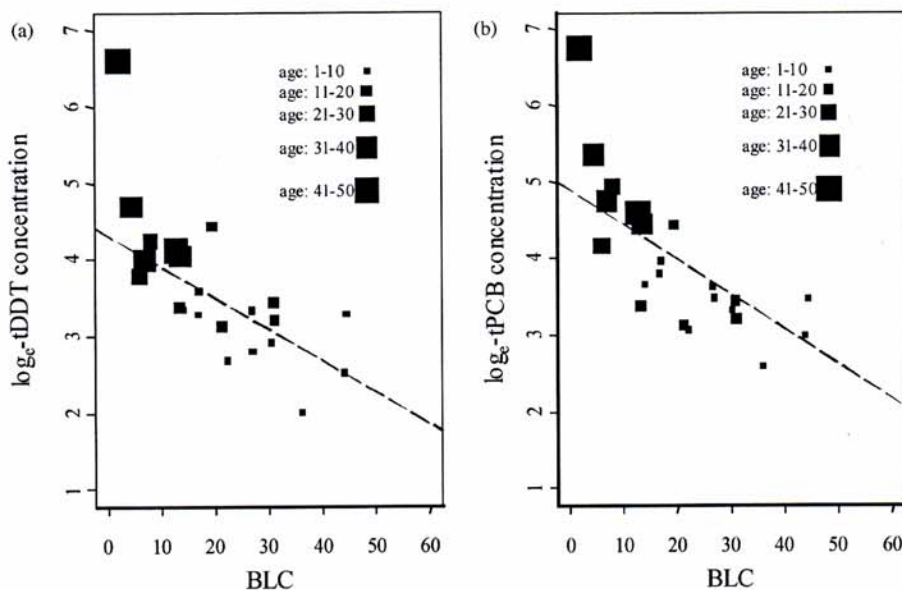 (a)
7
6
5
4
3
2
1
logₑ-tDDT concentration
age: 1-10
age: 11-20
age: 21-30
age: 31-40
age: 41-50
0 10 20 30 40 50 60
BLC
(b)
7
6
5
4
3
2
1
logₑ-tPCB concentration
age: 1-10
age: 11-20
age: 21-30
age: 31-40
age: 41-50
0 10 20 30 40 50 60
BLC